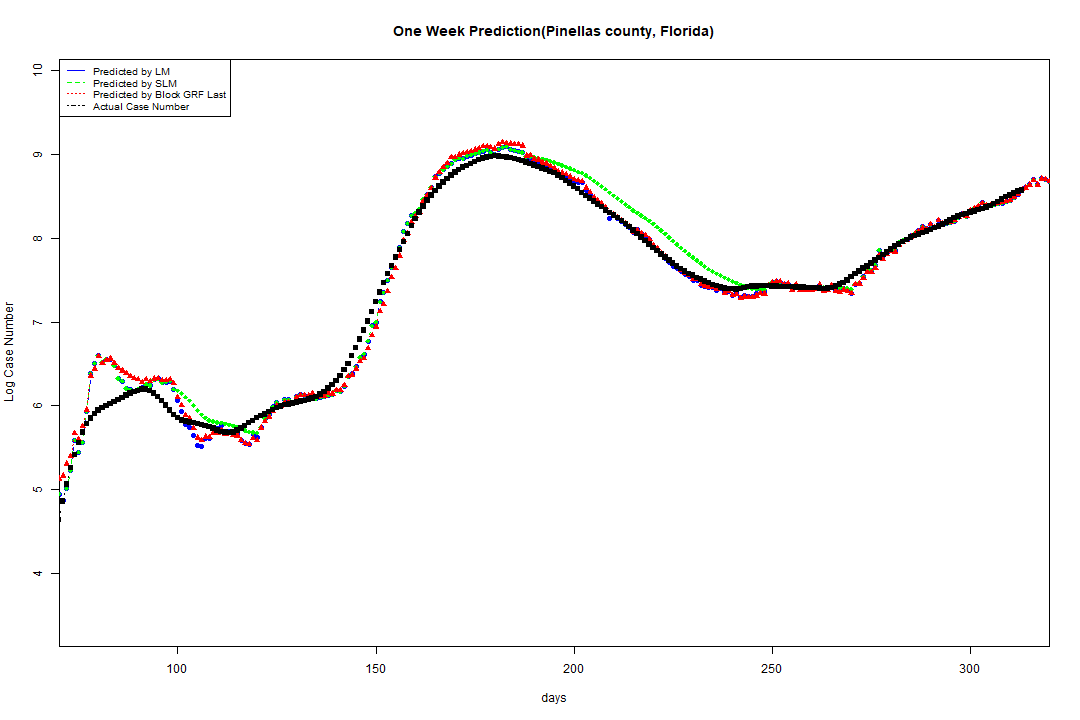 One Week Prediction(Pinellas county, Florida)
Predicted by LM
Predicted by SLM
Predicted by Block GRF Last
Actual Case Number
10
9
8
7
6
5
4
Log Case Number
100 150 200 250 300
days